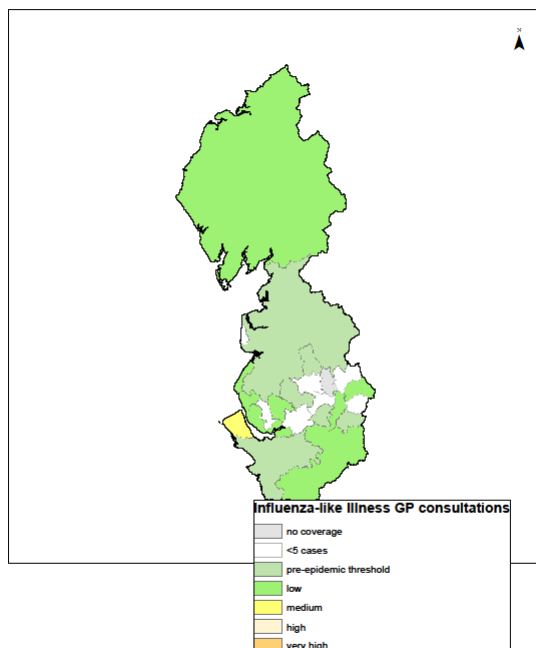 N
Influenza-like Illness GP consultations
no coverage
<5 cases
pre-epidemic threshold
low
medium
high
very high